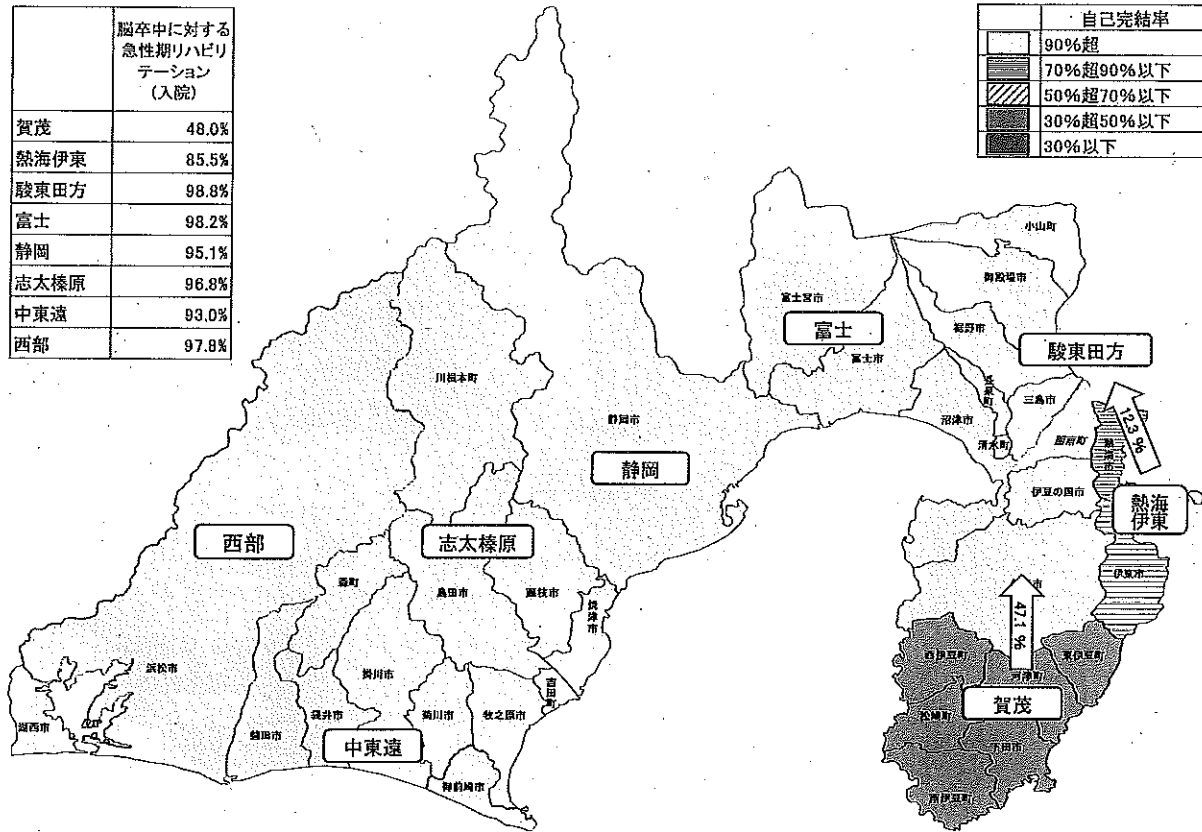 脳卒中に対する
急性期リハビリ
テーション
(入院)
賀茂 48.0%
熱海伊東 85.5%
駿東田方 98.8%
富士 98.2%
静岡 95.1%
志太榛原 96.8%
中東遠 93.0%
西部 97.8%
自己完結率
90%超
70%超90%以下
50%超70%以下
30%超50%以下
30%以下
小山町
御殿場市
富士宮市
富士
裾野市
駿東田方
富士市
川根本町
長泉町
三島市
静岡市
沼津市
12.3 %
清水町
函南町
熱海市
静岡
伊豆の国市
熱海
伊東
西部
志太榛原
市
伊東市
森町
島田市
藤枝市
焼津市
47.1 %
西伊豆町
東伊豆町
浜松市
掛川市
河津町
吉田町
賀茂
湖西市
磐田市
袋井市
菊川市
牧之原市
松崎町
中東遠
下田市
御前崎市
南伊豆町